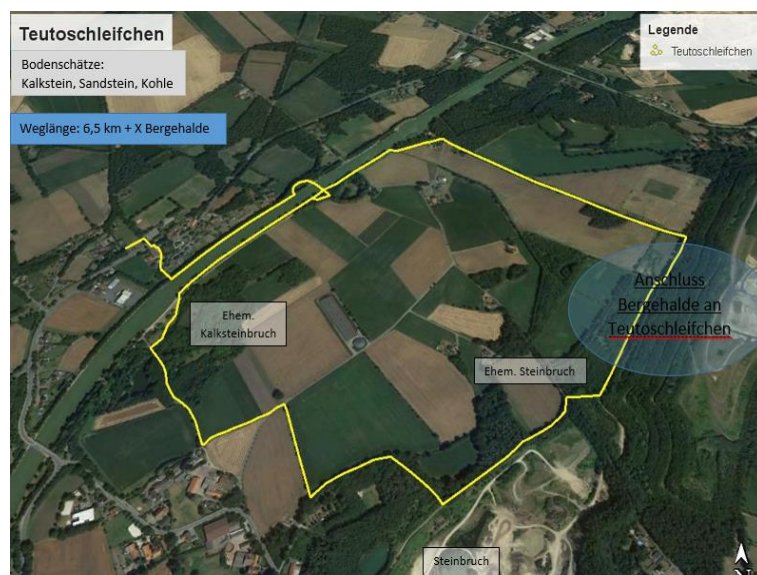 Teutoschleifchen
Bodenschätze:
Kalkstein, Sandstein, Kohle
Weglänge: 6,5 km + X Bergehalde
Legende
Teutoschleifchen
Anschluss
Bergehalde an
Teutoschleifchen
Ehem.
Kalksteinbruch
Ehem. Steinbruch
Steinbruch
N